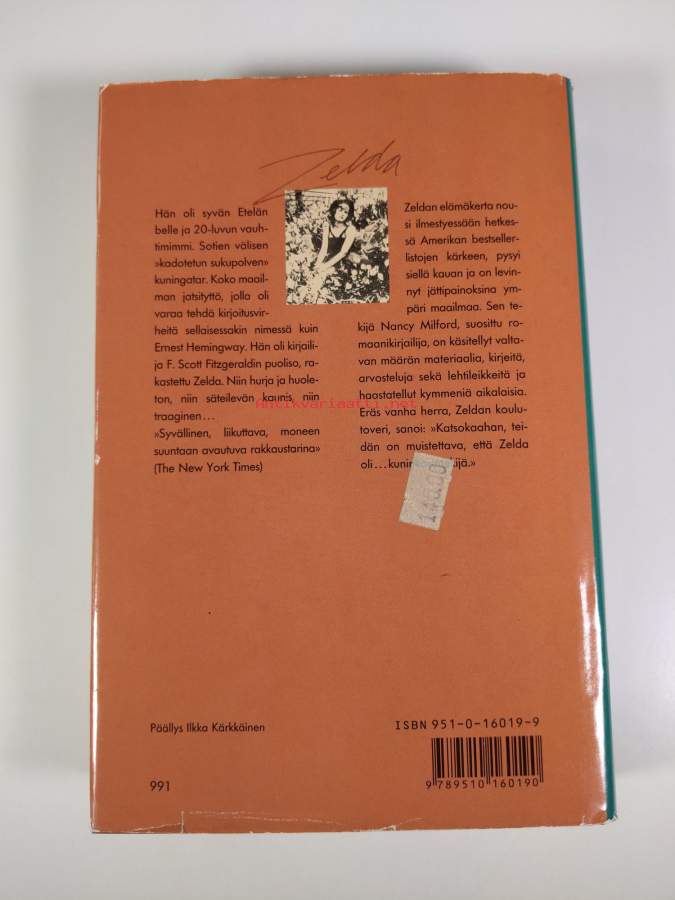 Zelda
Hän oli syvän Etelän
belle ja 20-luvun vauh-
timimmi. Sotien välisen
»kadotetun sukupolven»
kuningatar. Koko maail-
man jatsityttö, jolla oli
varaa tehdä kirjoitusvir-
heitä sellaisessakin nimessä kuin
Ernest Hemingway. Hän oli kirjaili-
ja F. Scott Fitzgeraldin puoliso, ra-
kastettu Zelda. Niin hurja ja huole-
ton, niin säteilevän kaunis, niin
traaginen...
»Syvällinen, liikuttava, moneen
suuntaan avautuva rakkaustarina»
(The New York Times)
Zeldan elämäkerta nou-
si ilmestyessään hetkes-
sä Amerikan bestseller-
listojen kärkeen, pysyi
siellä kauan ja on levin-
nyt jättipainoksina ym-
päri maailmaa. Sen te-
kijä Nancy Milford, suosittu ro-
maanikirjailija, on käsitellyt valta-
van määrän materiaalia, kirjeitä,
arvosteluja sekä lehtileikkeitä ja
haastatellut kymmeniä aikalaisia.
Eräs vanha herra, Zeldan koulu-
toveri, sanoi: »Katsokaahan, tei-
dän on muistettava, että Zelda
oli...
Antikvariaatti.net
Päällys Ilkka Kärkkäinen
991
ISBN 951-0-16019-9
9 789510 160190